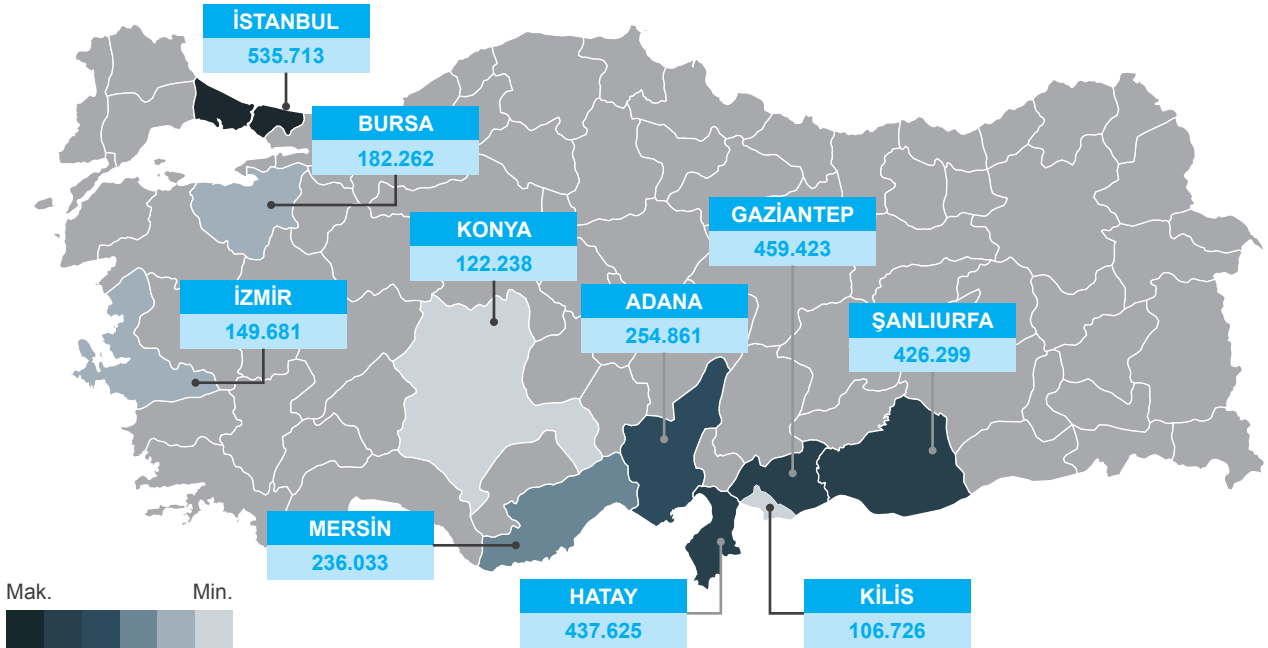 İSTANBUL
535.713
BURSA
182.262
KONYA
122.238
GAZİANTEP
459.423
İZMİR
149.681
ADANA
254.861
ŞANLIURFA
426.299
MERSİN
236.033
HATAY
437.625
KİLİS
106.726
Mak. Min.